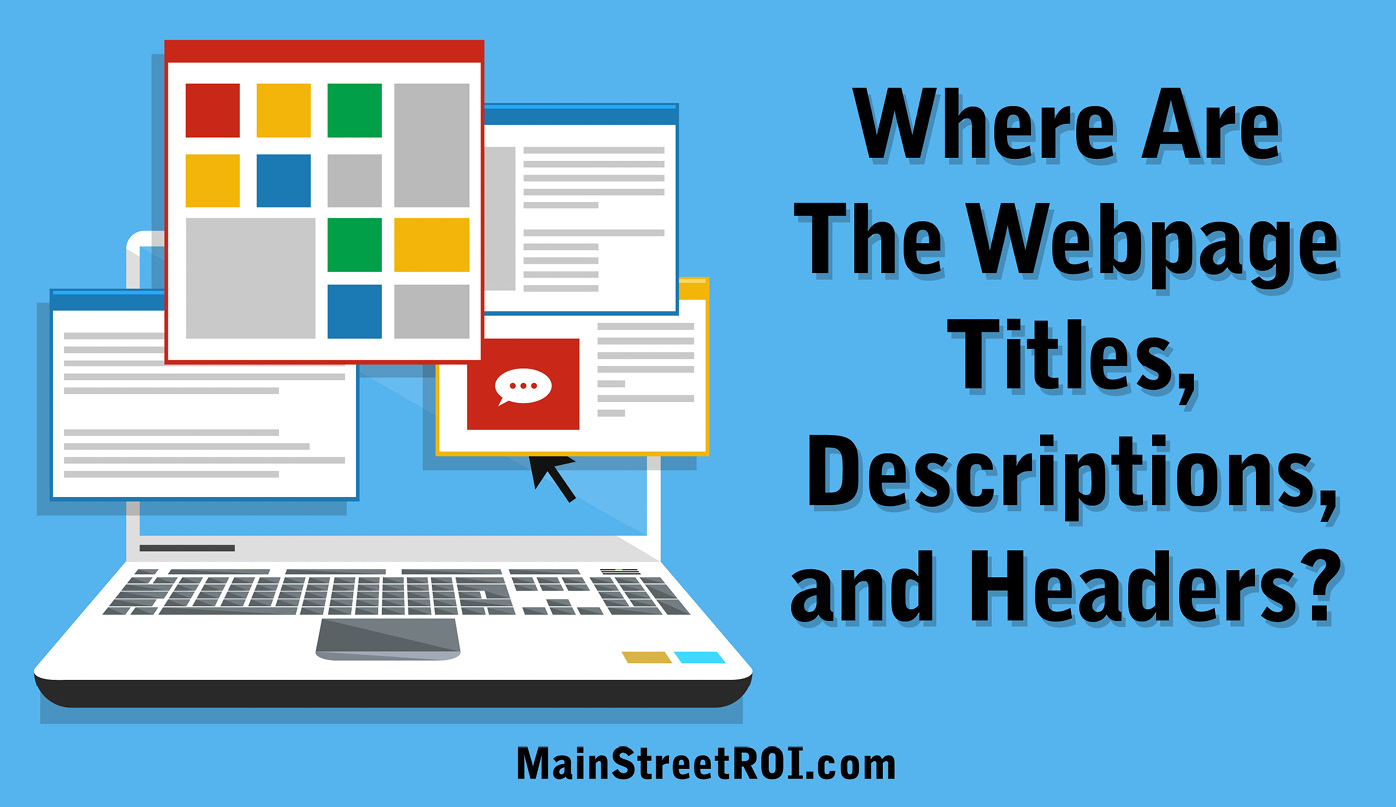 Where Are
The Webpage
Titles,
Descriptions,
and Headers?
MainStreetROI.com